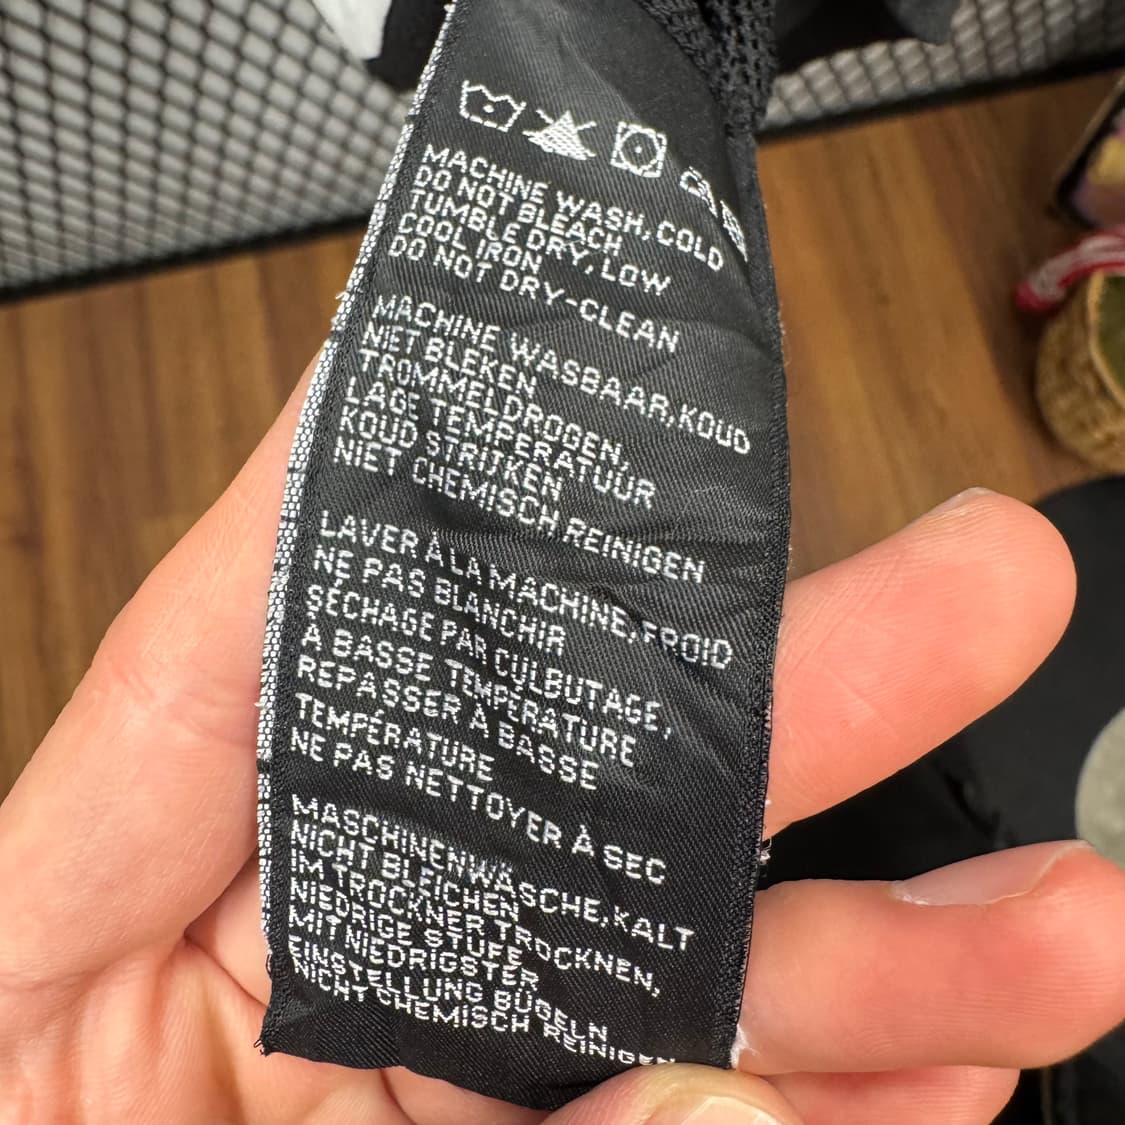 MACHINE WASH, COLD
DO NOT BLEACH
TUMBLE DRY, LOW
COOL IRON
DO NOT DRY-CLEAN
MACHINE WASBAAR, KOUD
NIET BLEKEN
TROMMELDROGEN,
LAGE TEMPERATUUR
KOUD STRIJKEN
NIET CHEMISCH REINIGEN
LAVER À LA MACHINE, FROID
NE PAS BLANCHIR
SÉCHAGE PAR CULBUTAGE,
À BASSE TEMPÉRATURE
REPASSER À BASSE
TEMPÉRATURE
NE PAS NETTOYER À SEC
MASCHINENWÄSCHE, KALT
NICHT BLEICHEN
IM TROCKNER TROCKNEN,
NIEDRIGE STUFE
MIT NIEDRIGSTER
EINSTELLUNG BÜGELN
NICHT CHEMISCH REINIGEN